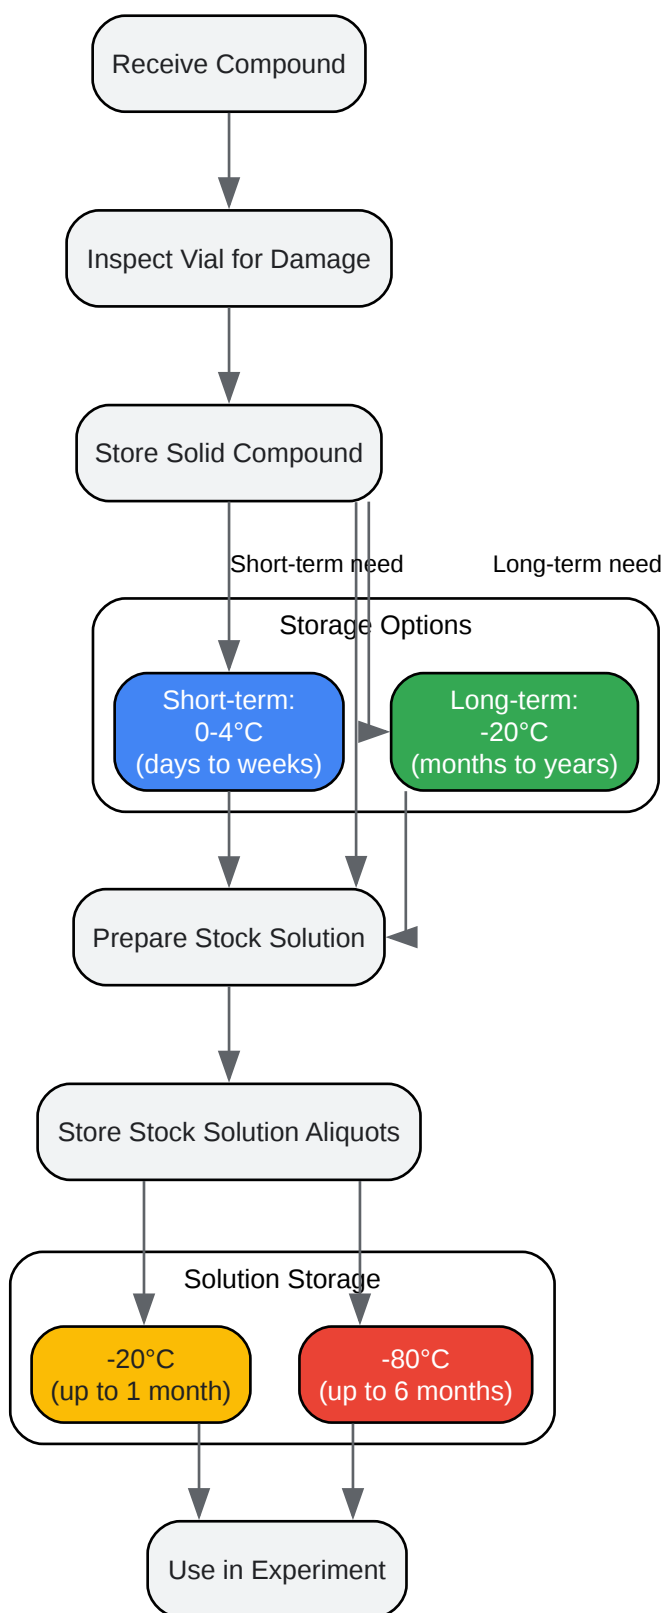 Receive Compound
Inspect Vial for Damage
Store Solid Compound
Short-term need
Long-term need
Storage Options
Short-term:
0-4°C
(days to weeks)
Long-term:
-20°C
(months to years)
Prepare Stock Solution
Store Stock Solution Aliquots
Solution Storage
-20°C
(up to 1 month)
-80°C
(up to 6 months)
Use in Experiment